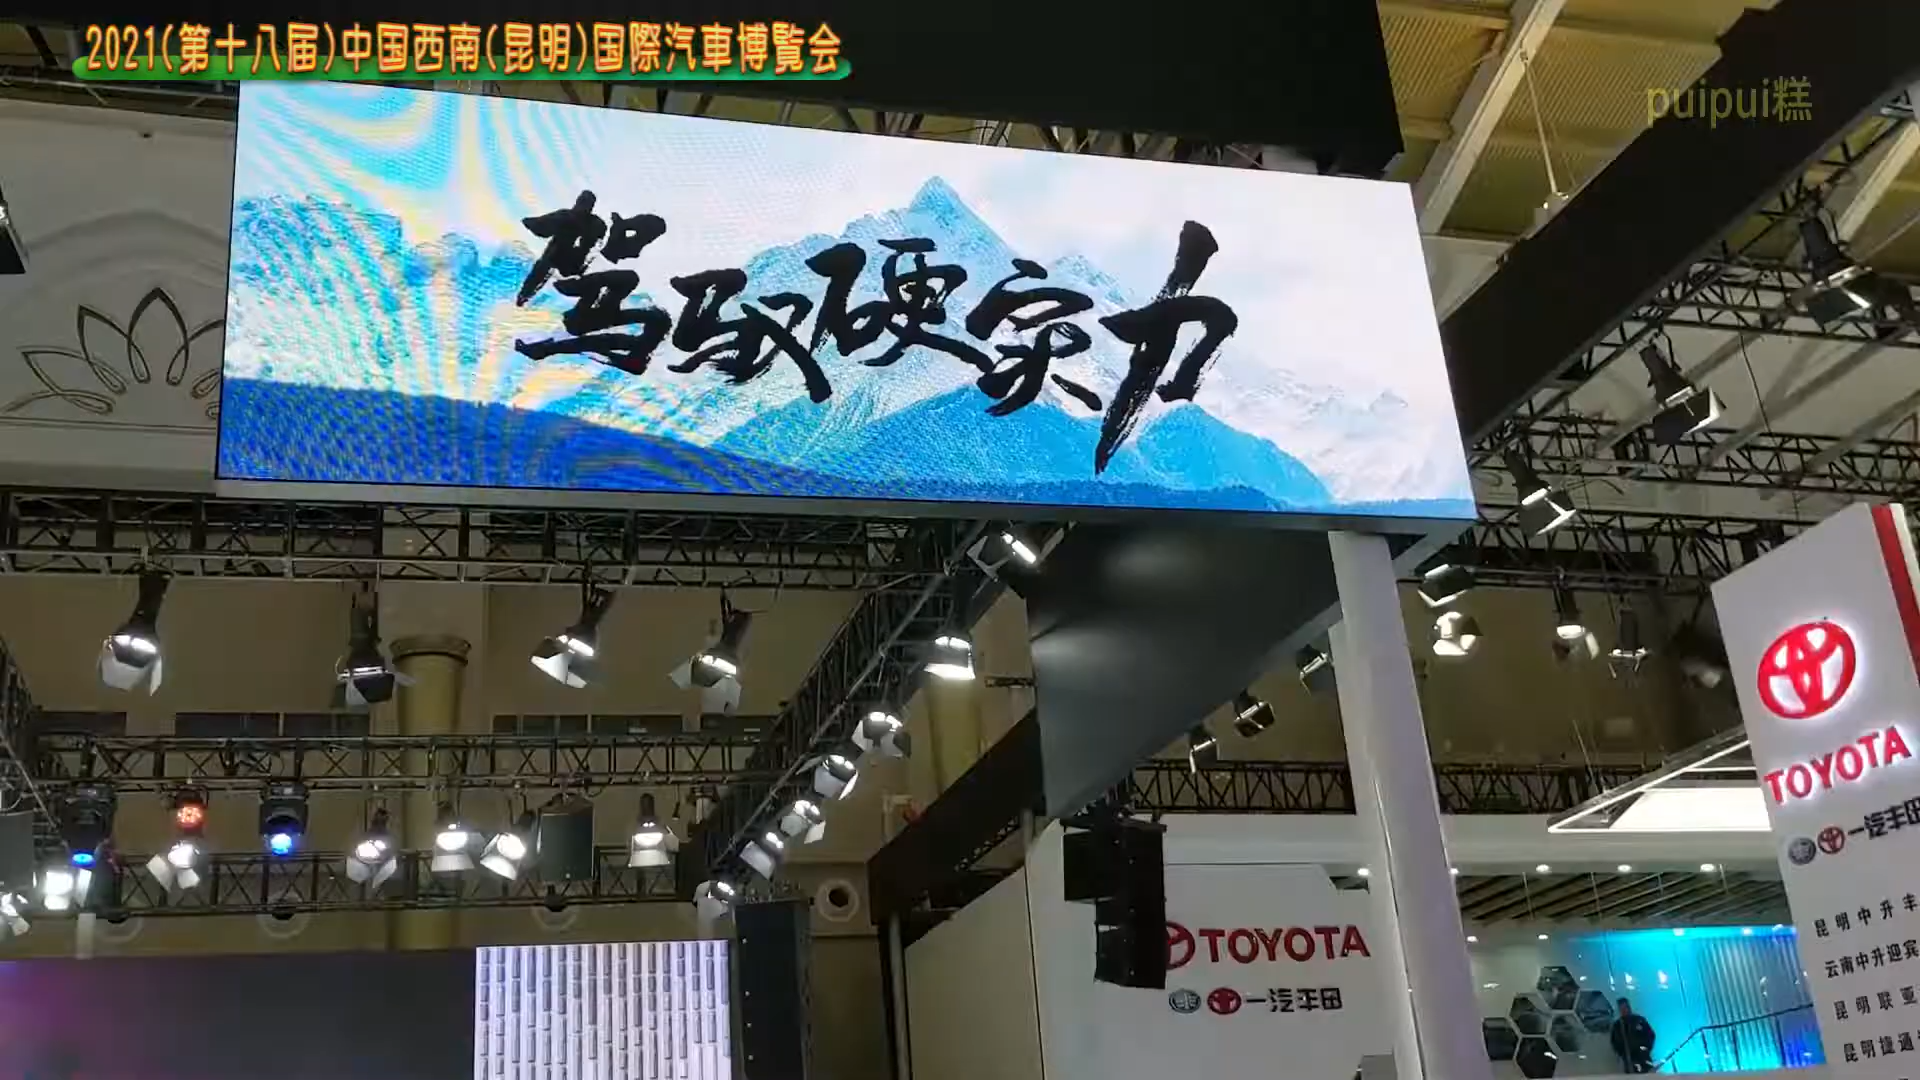 2021(第十八届)中国西南(昆明)国際汽車博覧会
puipui糕
驾驭硬实力
TOYOTA
一汽丰田
昆明中升丰
云南中升迎宾
昆明联亚
昆明捷通
TOYOTA
一汽丰田